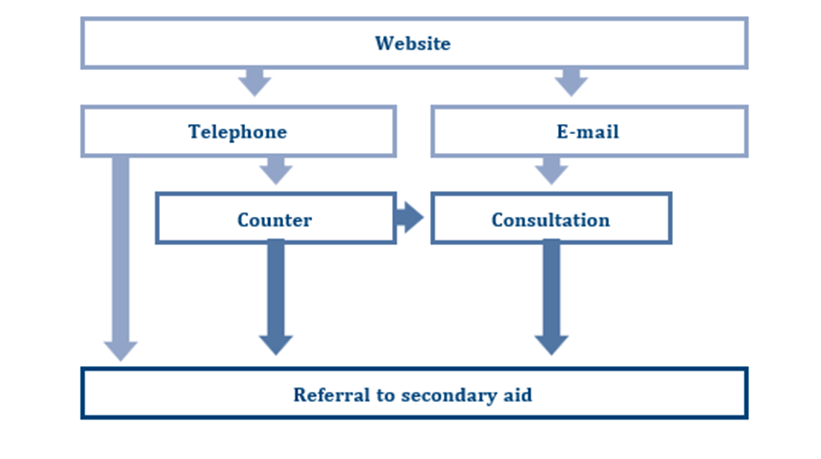 Website
Telephone
E-mail
Counter
Consultation
Referral to secondary aid